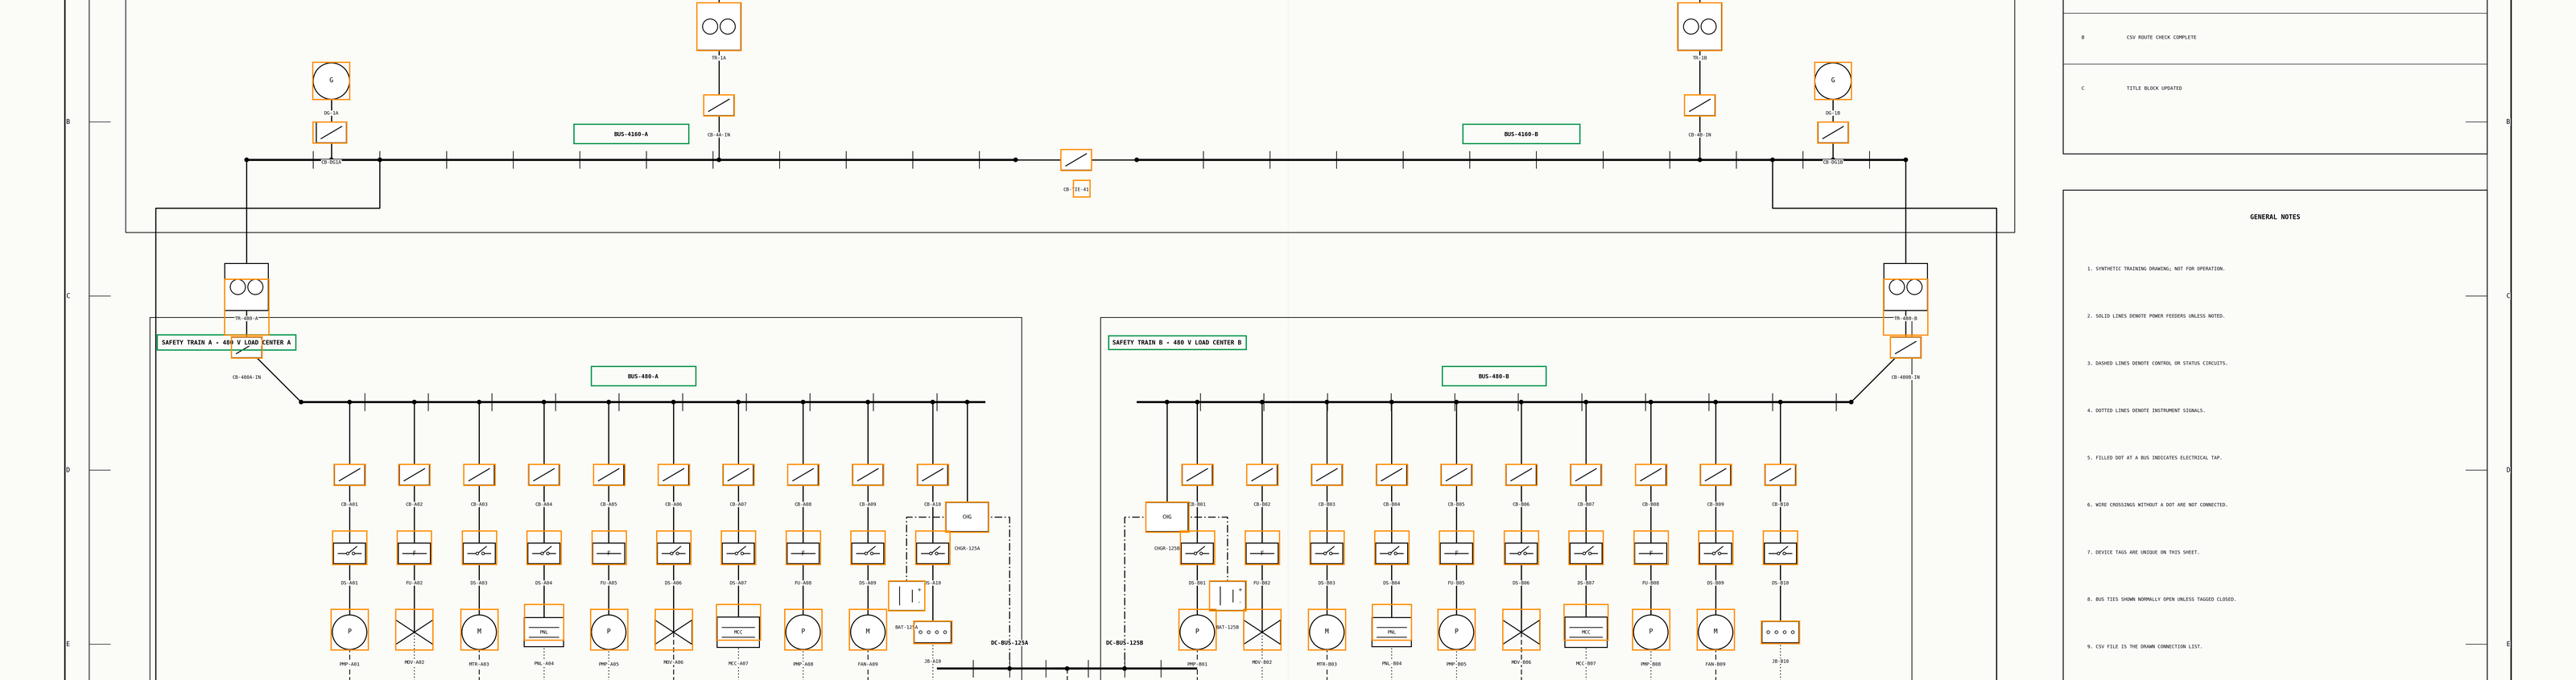 B CSV ROUTE CHECK COMPLETE
C TITLE BLOCK UPDATED
TR-1A
TR-1B
G
G
DG-1A
DG-1B
B
B
BUS-4160-A
CB-4A-IN
BUS-4160-B
CB-4B-IN
CB-DG1A
CB-DG1B
CB-TIE-41
GENERAL NOTES
1. SYNTHETIC TRAINING DRAWING; NOT FOR OPERATION.
C
C
2. SOLID LINES DENOTE POWER FEEDERS UNLESS NOTED.
TR-480-A
TR-480-B
SAFETY TRAIN A - 480 V LOAD CENTER A
SAFETY TRAIN B - 480 V LOAD CENTER B
3. DASHED LINES DENOTE CONTROL OR STATUS CIRCUITS.
CB-480A-IN
BUS-480-A
BUS-480-B
CB-480B-IN
4. DOTTED LINES DENOTE INSTRUMENT SIGNALS.
5. FILLED DOT AT A BUS INDICATES ELECTRICAL TAP.
D
D
CB-A01 CB-A02 CB-A03 CB-A04 CB-A05 CB-A06 CB-A07 CB-A08 CB-A09 CB-A10
CB-B01 CB-B02 CB-B03 CB-B04 CB-B05 CB-B06 CB-B07 CB-B08 CB-B09 CB-B10
6. WIRE CROSSINGS WITHOUT A DOT ARE NOT CONNECTED.
CHG
CHG
CHGR-125A
CHGR-125B
F F F
F F F
7. DEVICE TAGS ARE UNIQUE ON THIS SHEET.
DS-A01 FU-A02 DS-A03 DS-A04 FU-A05 DS-A06 DS-A07 FU-A08 DS-A09 DS-A10
DS-B01 FU-B02 DS-B03 DS-B04 FU-B05 DS-B06 DS-B07 FU-B08 DS-B09 DS-B10
+
-
+
-
8. BUS TIES SHOWN NORMALLY OPEN UNLESS TAGGED CLOSED.
BAT-125A
BAT-125B
P M PNL P MCC P M
P M PNL P MCC P M
DC-BUS-125A
DC-BUS-125B
E
E
9. CSV FILE IS THE DRAWN CONNECTION LIST.
PMP-A01 MOV-A02 MTR-A03 PNL-A04 PMP-A05 MOV-A06 MCC-A07 PMP-A08 FAN-A09 JB-A10
PMP-B01 MOV-B02 MTR-B03 PNL-B04 PMP-B05 MOV-B06 MCC-B07 PMP-B08 FAN-B09 JB-B10